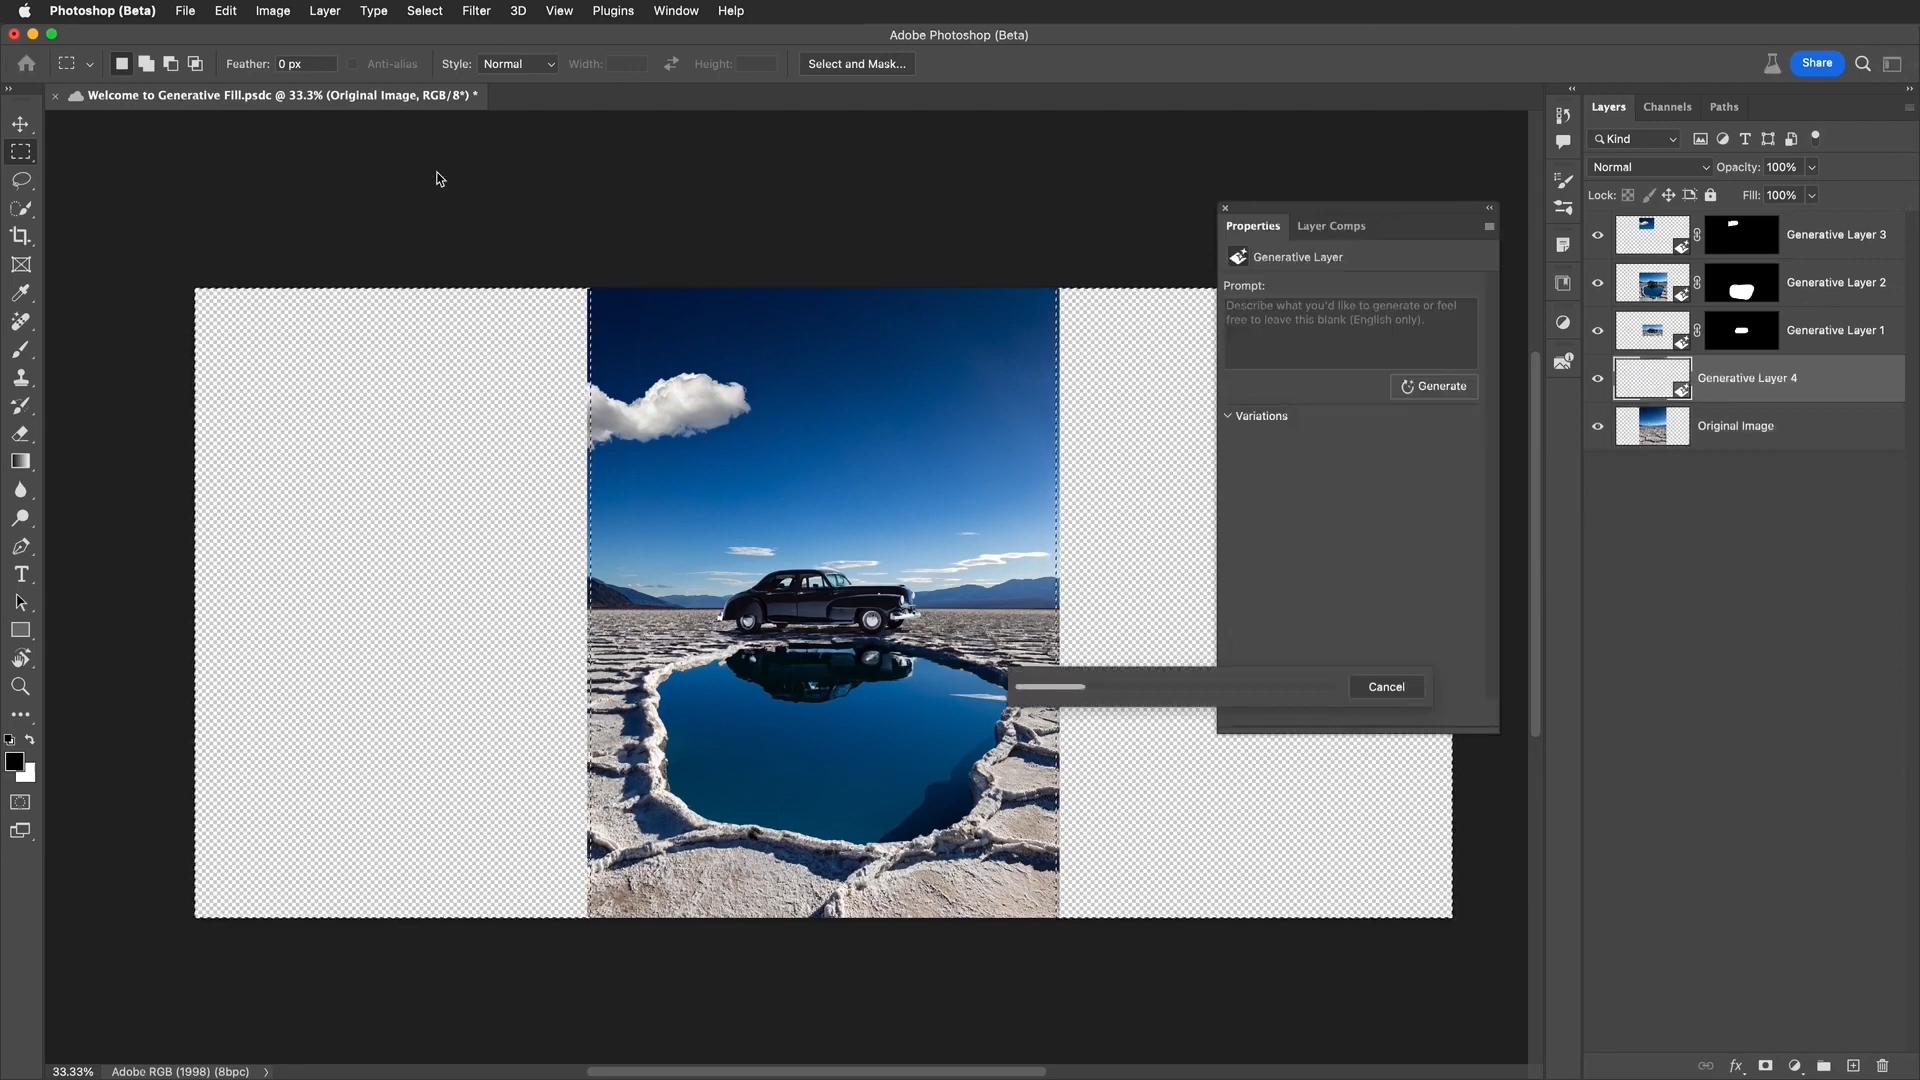 Photoshop (Beta) File Edit Image Layer Type Select Filter 3D View Plugins Window Help
Adobe Photoshop (Beta)
Feather: 0 px Anti-alias Style: Normal Width: Height: Select and Mask... Share
Welcome to Generative Fill.psdc @ 33.3% (Original Image, RGB/8*) *
Layers Channels Paths
Kind
Normal Opacity: 100%
Lock: Fill: 100%
Generative Layer 3
Generative Layer 2
Generative Layer 1
Generative Layer 4
Original Image
Properties Layer Comps
Generative Layer
Prompt:
Describe what you'd like to generate or feel
free to leave this blank (English only).
Generate
Variations
Cancel
33.33% Adobe RGB (1998) (8bpc)